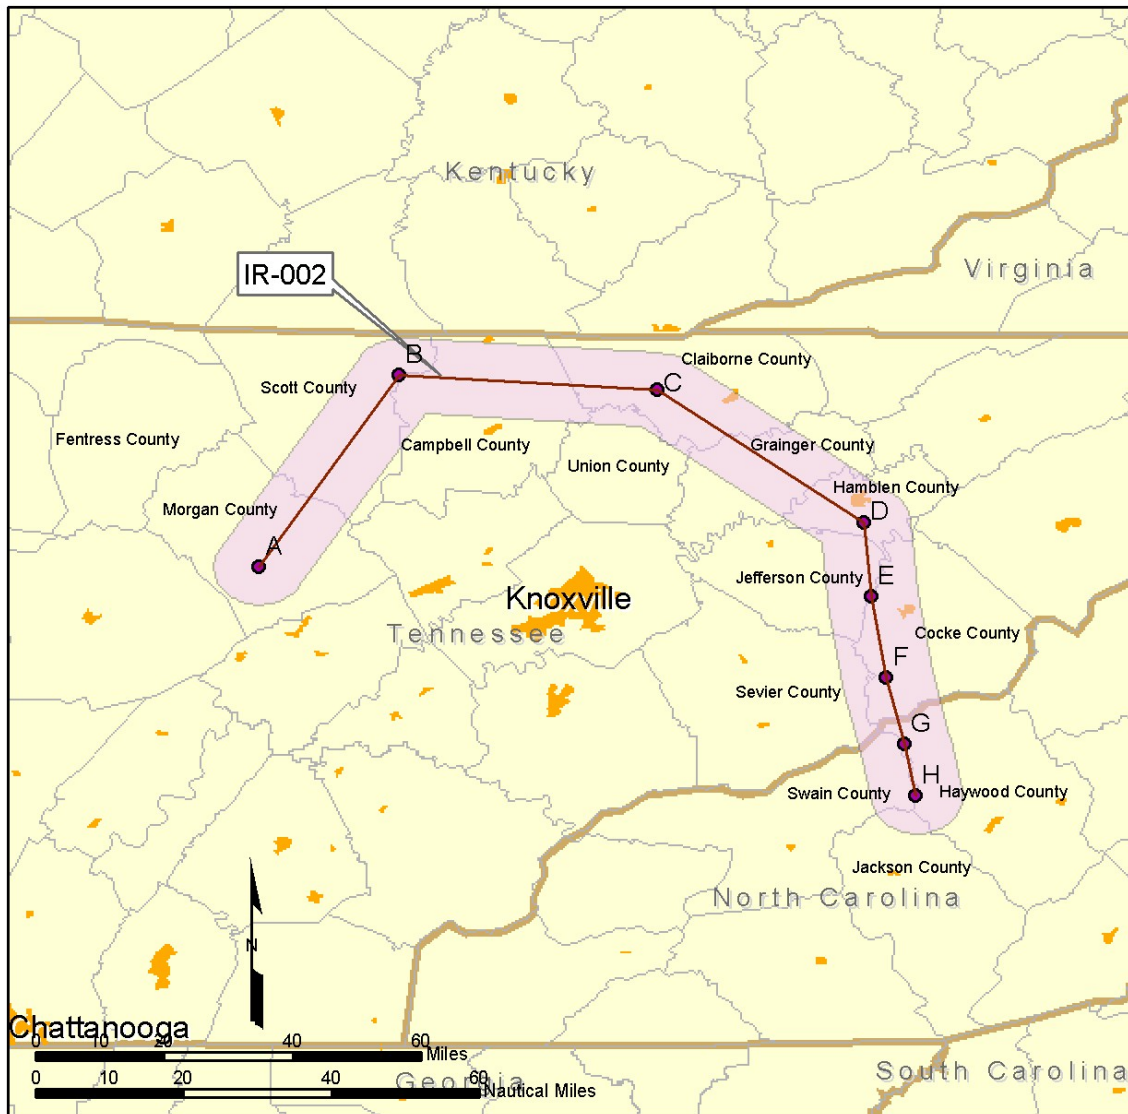 Kentucky
Virginia
IR-002
B
Claiborne County
Scott County
C
Fentress County
Campbell County
Grainger County
Union County
Hamblen County
Morgan County
D
A
Jefferson County
E
Knoxville
Tennessee
Cocke County
F
Sevier County
G
H
Swain County
Haywood County
Jackson County
North Carolina
N
Chattanooga
0 10 20 40 60
Miles
Georgia
South Carolina
0 10 20 40 60
Nautical Miles